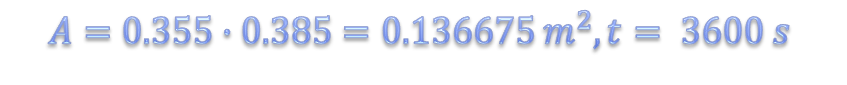 A = 0.355 · 0.385 = 0.136675 m², t = 3600 s